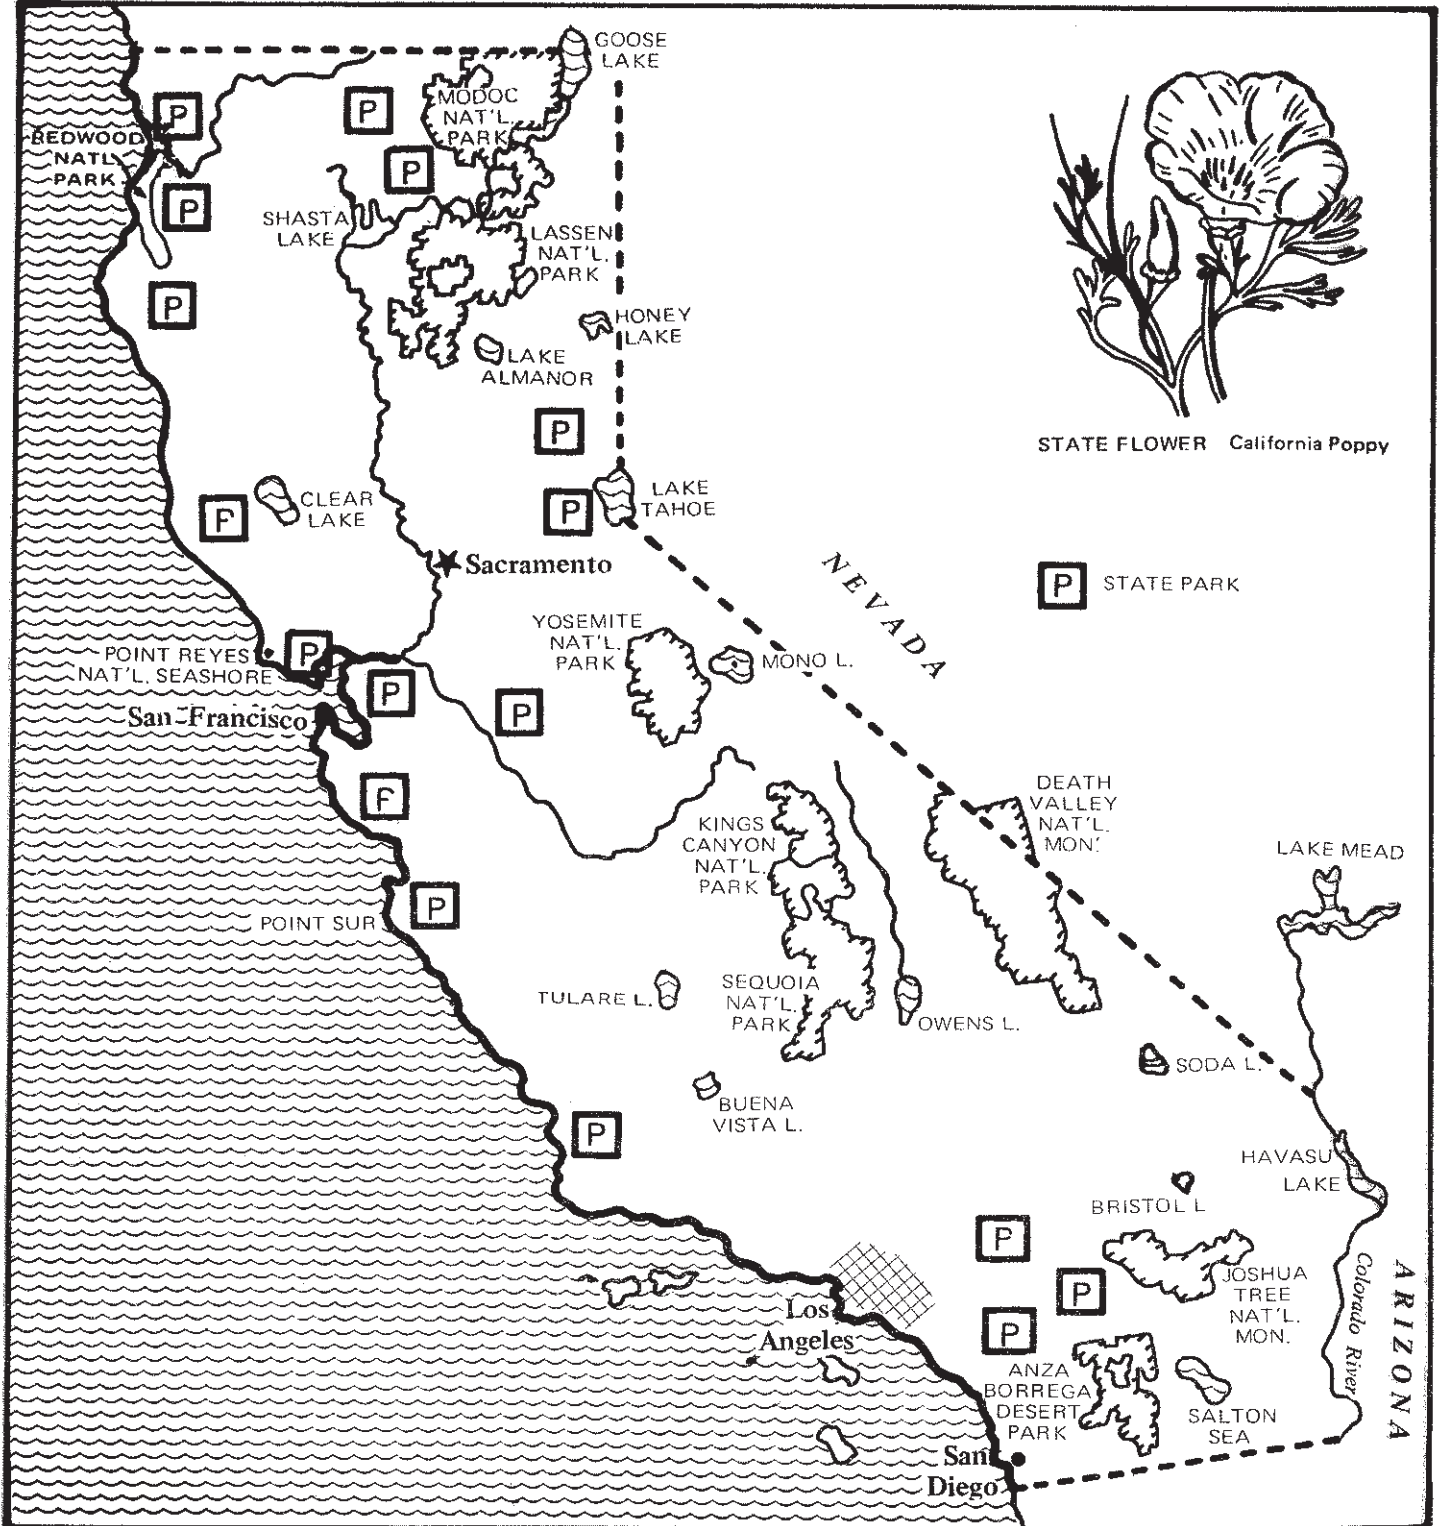 GOOSE
LAKE
P
P
MODOC
NAT'L.
PARK
REDWOOD
NATL.
PARK
P
P
SHASTA
LAKE
LASSEN
NAT'L.
PARK
P
HONEY
LAKE
LAKE
ALMANOR
STATE FLOWER California Poppy
P
LAKE
TAHOE
P
CLEAR
LAKE
F
Sacramento
NEVADA
P STATE PARK
YOSEMITE
NAT'L.
PARK
MONO L.
P
POINT REYES
NAT'L. SEASHORE
P
P
San Francisco
F
DEATH
VALLEY
NAT'L.
MON.
KINGS
CANYON
NAT'L.
PARK
LAKE MEAD
P
POINT SUR
TULARE L.
SEQUOIA
NAT'L.
PARK
OWENS L.
SODA L.
BUENA
VISTA L.
P
HAVASU
LAKE
BRISTOL L
P
P
P
JOSHUA
TREE
NAT'L.
MON.
Colorado River
ARIZONA
Los
Angeles
ANZA
BORREGA
DESERT
PARK
SALTON
SEA
San
Diego